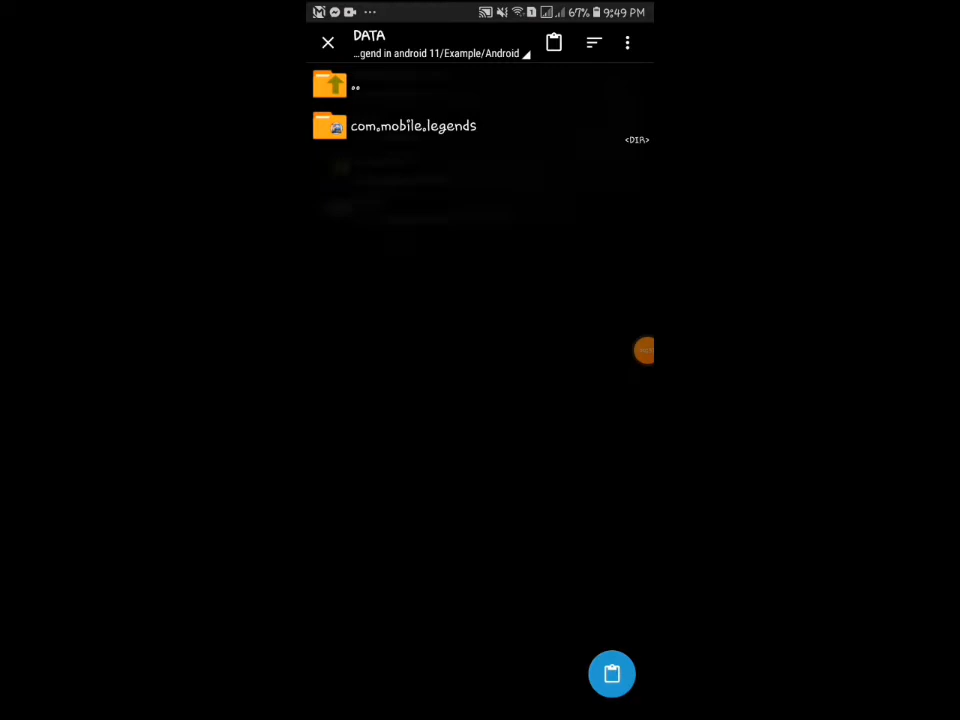 67% 9:49 PM
DATA
...gend in android 11/Example/Android
..
com.mobile.legends
<DIR>